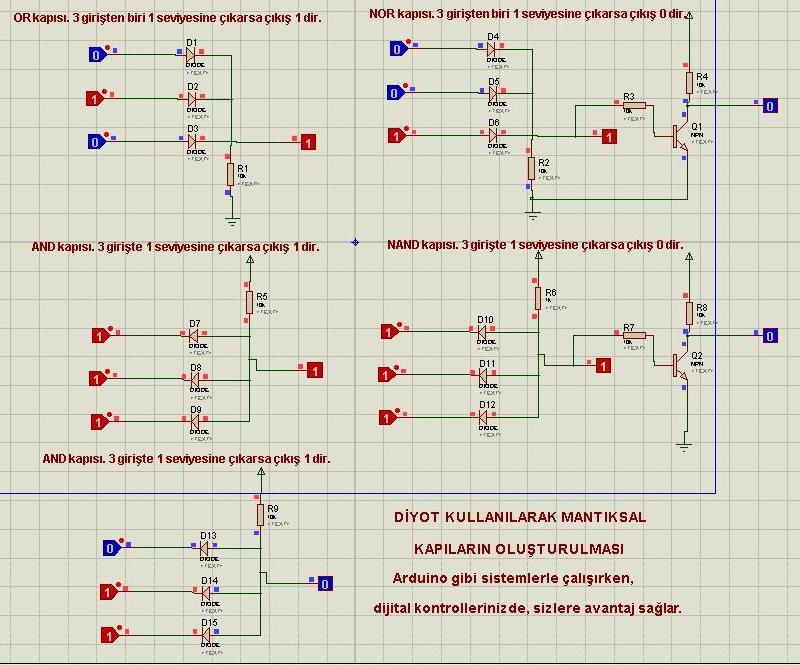 OR kapısı. 3 girişten biri 1 seviyesine çıkarsa çıkış 1 dir.
NOR kapısı. 3 girişten biri 1 seviyesine çıkarsa çıkış 0 dir.
D1
0
DIODE
<TEXT>
D2
1
DIODE
<TEXT>
D3
0
DIODE
<TEXT>
1
R1
10k
<TEXT>
D4
0
DIODE
<TEXT>
D5
0
DIODE
<TEXT>
D6
1
DIODE
<TEXT>
1
R2
10k
<TEXT>
R3
10k
<TEXT>
R4
10k
<TEXT>
0
Q1
NPN
<TEXT>
AND kapısı. 3 girişte 1 seviyesine çıkarsa çıkış 1 dir.
NAND kapısı. 3 girişte 1 seviyesine çıkarsa çıkış 0 dir.
R5
10k
<TEXT>
D7
1
DIODE
<TEXT>
D8
1
DIODE
<TEXT>
D9
1
DIODE
<TEXT>
1
R6
1k
<TEXT>
D10
1
DIODE
<TEXT>
D11
1
DIODE
<TEXT>
D12
1
DIODE
<TEXT>
1
R7
10k
<TEXT>
R8
10k
<TEXT>
0
Q2
NPN
<TEXT>
AND kapısı. 3 girişte 1 seviyesine çıkarsa çıkış 1 dir.
R9
10k
<TEXT>
D13
0
DIODE
<TEXT>
D14
1
DIODE
<TEXT>
D15
1
DIODE
<TEXT>
0
DİYOT KULLANILARAK MANTIKSAL
KAPILARIN OLUŞTURULMASI
Arduino gibi sistemlerle çalışırken,
dijital kontrollerinizde, sizlere avantaj sağlar.